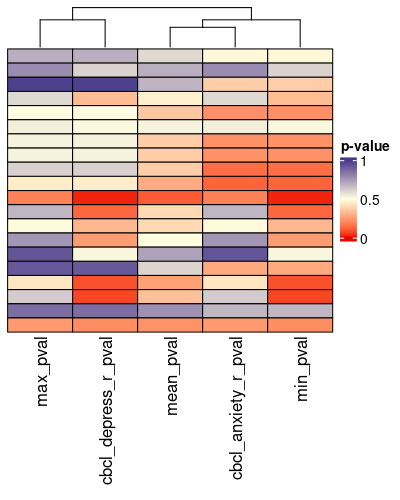 p-value
1
0.5
0
max_pval
cbcl_depress_r_pval
mean_pval
cbcl_anxiety_r_pval
min_pval